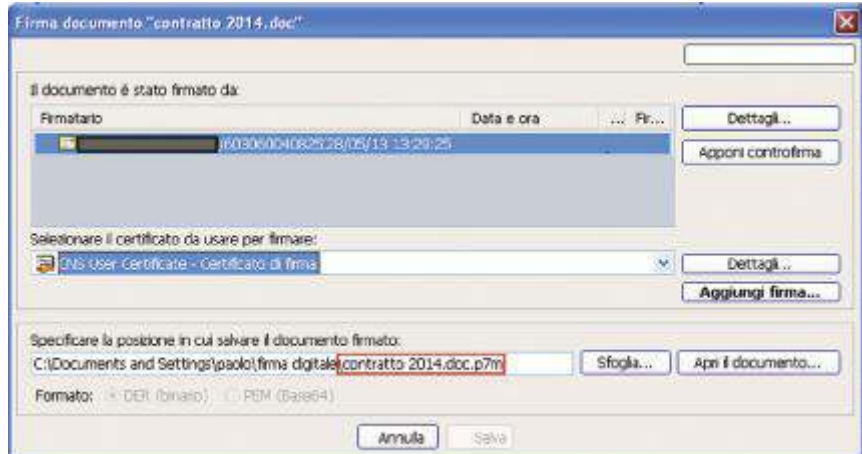 Firma documento "contratto 2014.doc"
Il documento é stato firmato da:
Firmatario Data e ora ... Fir...
Dettagli...
/603060040825 28/05/13 13:29:25
Apponi controfirma
Selezionare il certificato da usare per firmare:
CNS User Certificate - Certificato di firma
Dettagli...
Aggiungi firma...
Specificare la posizione in cui salvare il documento firmato:
C:\Documents and Settings\paolo\firma digitale\contratto 2014.doc.p7m Sfoglia... Apri il documento...
Formato: DER (binario) PEM (Base64)
Annulla Salva